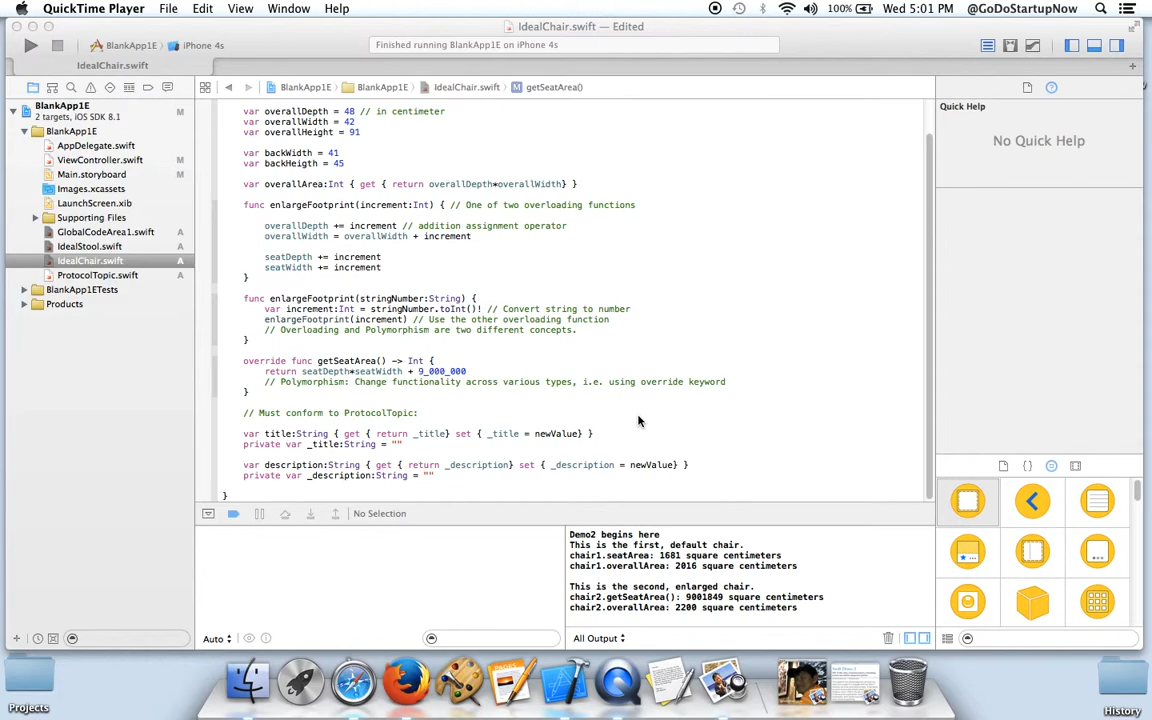 QuickTime Player File Edit View Window Help 100% Wed 5:01 PM @GoDoStartupNow
IdealChair.swift — Edited
BlankApp1E iPhone 4s Finished running BlankApp1E on iPhone 4s
IdealChair.swift
BlankApp1E BlankApp1E IdealChair.swift M getSeatArea()
BlankApp1E M
2 targets, iOS SDK 8.1
BlankApp1E
AppDelegate.swift
ViewController.swift M
Main.storyboard M
Images.xcassets
LaunchScreen.xib
Supporting Files
GlobalCodeArea1.swift A
IdealStool.swift A
IdealChair.swift A
ProtocolTopic.swift A
BlankApp1ETests
Products
var overallDepth = 48 // in centimeter
var overallWidth = 42
var overallHeight = 91
var backWidth = 41
var backHeigth = 45
var overallArea:Int { get { return overallDepth*overallWidth} }
func enlargeFootprint(increment:Int) { // One of two overloading functions
overallDepth += increment // addition assignment operator
overallWidth = overallWidth + increment
seatDepth += increment
seatWidth += increment
}
func enlargeFootprint(stringNumber:String) {
var increment:Int = stringNumber.toInt()! // Convert string to number
enlargeFootprint(increment) // Use the other overloading function
// Overloading and Polymorphism are two different concepts.
}
override func getSeatArea() -> Int {
return seatDepth*seatWidth + 9_000_000
// Polymorphism: Change functionality across various types, i.e. using override keyword
}
// Must conform to ProtocolTopic:
var title:String { get { return _title} set { _title = newValue} }
private var _title:String = ""
var description:String { get { return _description} set { _description = newValue} }
private var _description:String = ""
}
Quick Help
No Quick Help
No Selection
Demo2 begins here
This is the first, default chair.
chair1.seatArea: 1681 square centimeters
chair1.overallArea: 2016 square centimeters
This is the second, enlarged chair.
chair2.getSeatArea(): 9001849 square centimeters
chair2.overallArea: 2200 square centimeters
Auto All Output
PAGES
Projects History